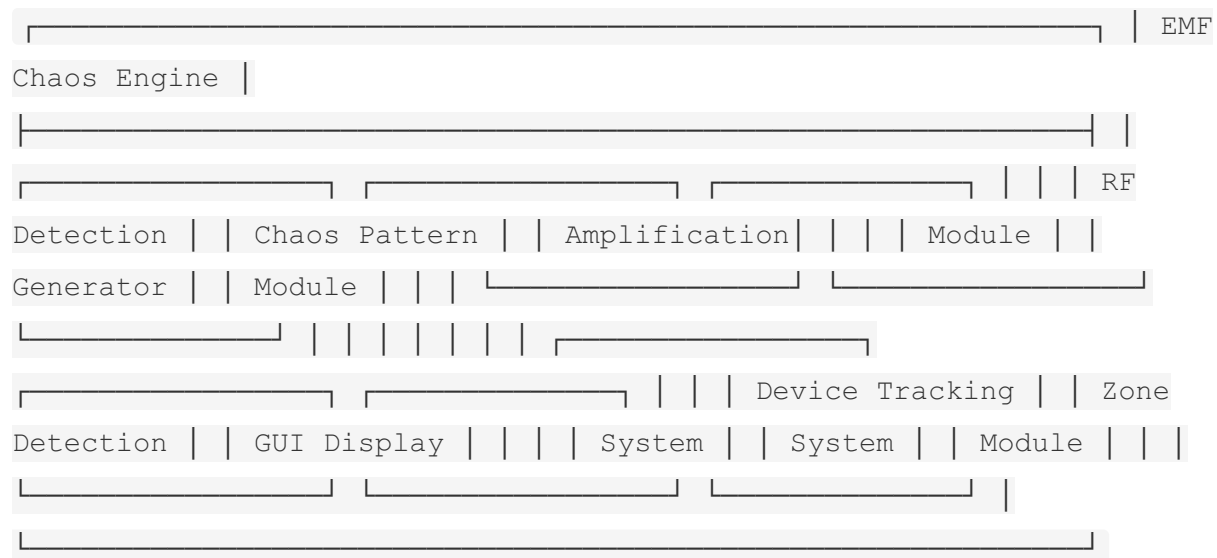 ┌──────────────────────────────────────────────┐ │ EMF
Chaos Engine │
├──────────────────────────────────────────────┤ │
┌─────────────┐ ┌─────────────┐ ┌───────────┐ │ │ │ RF
Detection │ │ Chaos Pattern │ │ Amplification│ │ │ │ Module │ │
Generator │ │ Module │ │ │ └─────────────┘ └─────────────┘
└───────────┘ │ │ │ │ │ │ │ ┌─────────────┐
┌─────────────┐ ┌───────────┐ │ │ │ Device Tracking │ │ Zone
Detection │ │ GUI Display │ │ │ │ System │ │ System │ │ Module │ │ │
└─────────────┘ └─────────────┘ └───────────┘ │
└──────────────────────────────────────────────┘